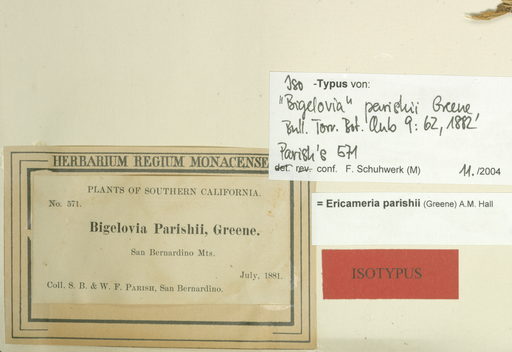 Iso -Typus von:
"Bigelovia" parishii Greene
Bull. Torr. Bot. Club 9: 62, 1882
Parish's 571
det. rev. conf. F. Schuhwerk (M) 11./2004
= Ericameria parishii (Greene) A.M. Hall
ISOTYPUS
HERBARIUM REGIUM MONACENSE
PLANTS OF SOUTHERN CALIFORNIA.
No. 571.
Bigelovia Parishii, Greene.
San Bernardino Mts.
July, 1881.
Coll. S. B. & W. F. PARISH, San Bernardino.